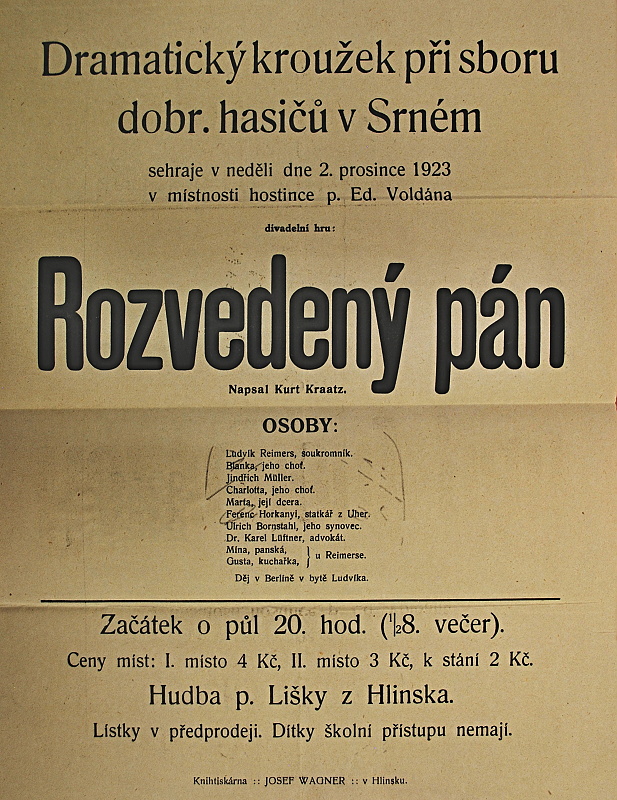 Dramatický kroužek při sboru
dobr. hasičů v Srném
sehraje v neděli dne 2. prosince 1923
v místnosti hostince p. Ed. Voldána
divadelní hru:
Rozvedený pán
Napsal Kurt Kraatz.
OSOBY:
Ludvík Reimers, soukromník.
Bianka, jeho choť.
Jindřich Müller.
Charlotta, jeho choť.
Marta, její dcera.
Ferenc Horkanyi, statkář z Uher.
Ulrich Bornstahl, jeho synovec.
Dr. Karel Lüftner, advokát.
Mína, panská,
Gusta, kuchařka, } u Reimerse.
Děj v Berlíně v bytě Ludvíka.
Začátek o půl 20. hod. (½8. večer).
Ceny míst: I. místo 4 Kč, II. místo 3 Kč, k stání 2 Kč.
Hudba p. Lišky z Hlinska.
Lístky v předprodeji. Dítky školní přístupu nemají.
Knihtiskárna :: JOSEF WAGNER :: v Hlinsku.